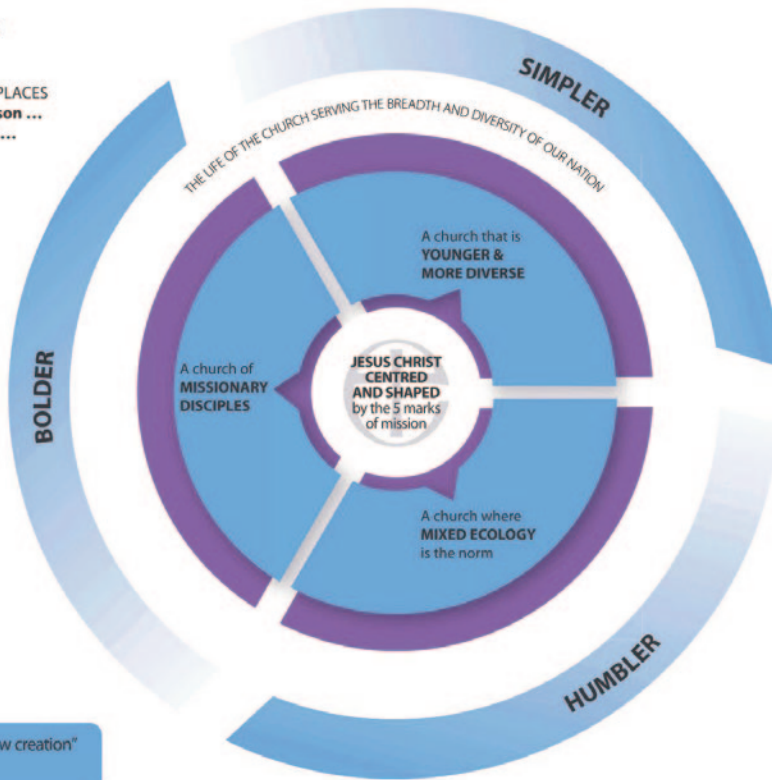 PLACES
son ...
...
SIMPLER
THE LIFE OF THE CHURCH SERVING THE BREADTH AND DIVERSITY OF OUR NATION
A church that is
YOUNGER &
MORE DIVERSE
BOLDER
A church of
MISSIONARY
DISCIPLES
JESUS CHRIST
CENTRED
AND SHAPED
by the 5 marks
of mission
A church where
MIXED ECOLOGY
is the norm
HUMBLER
w creation"